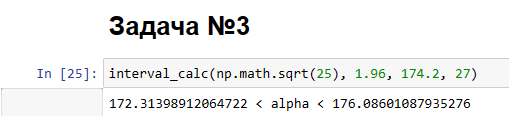 Задача №3
In [25]: interval_calc(np.math.sqrt(25), 1.96, 174.2, 27)
172.31398912064722 < alpha < 176.08601087935276